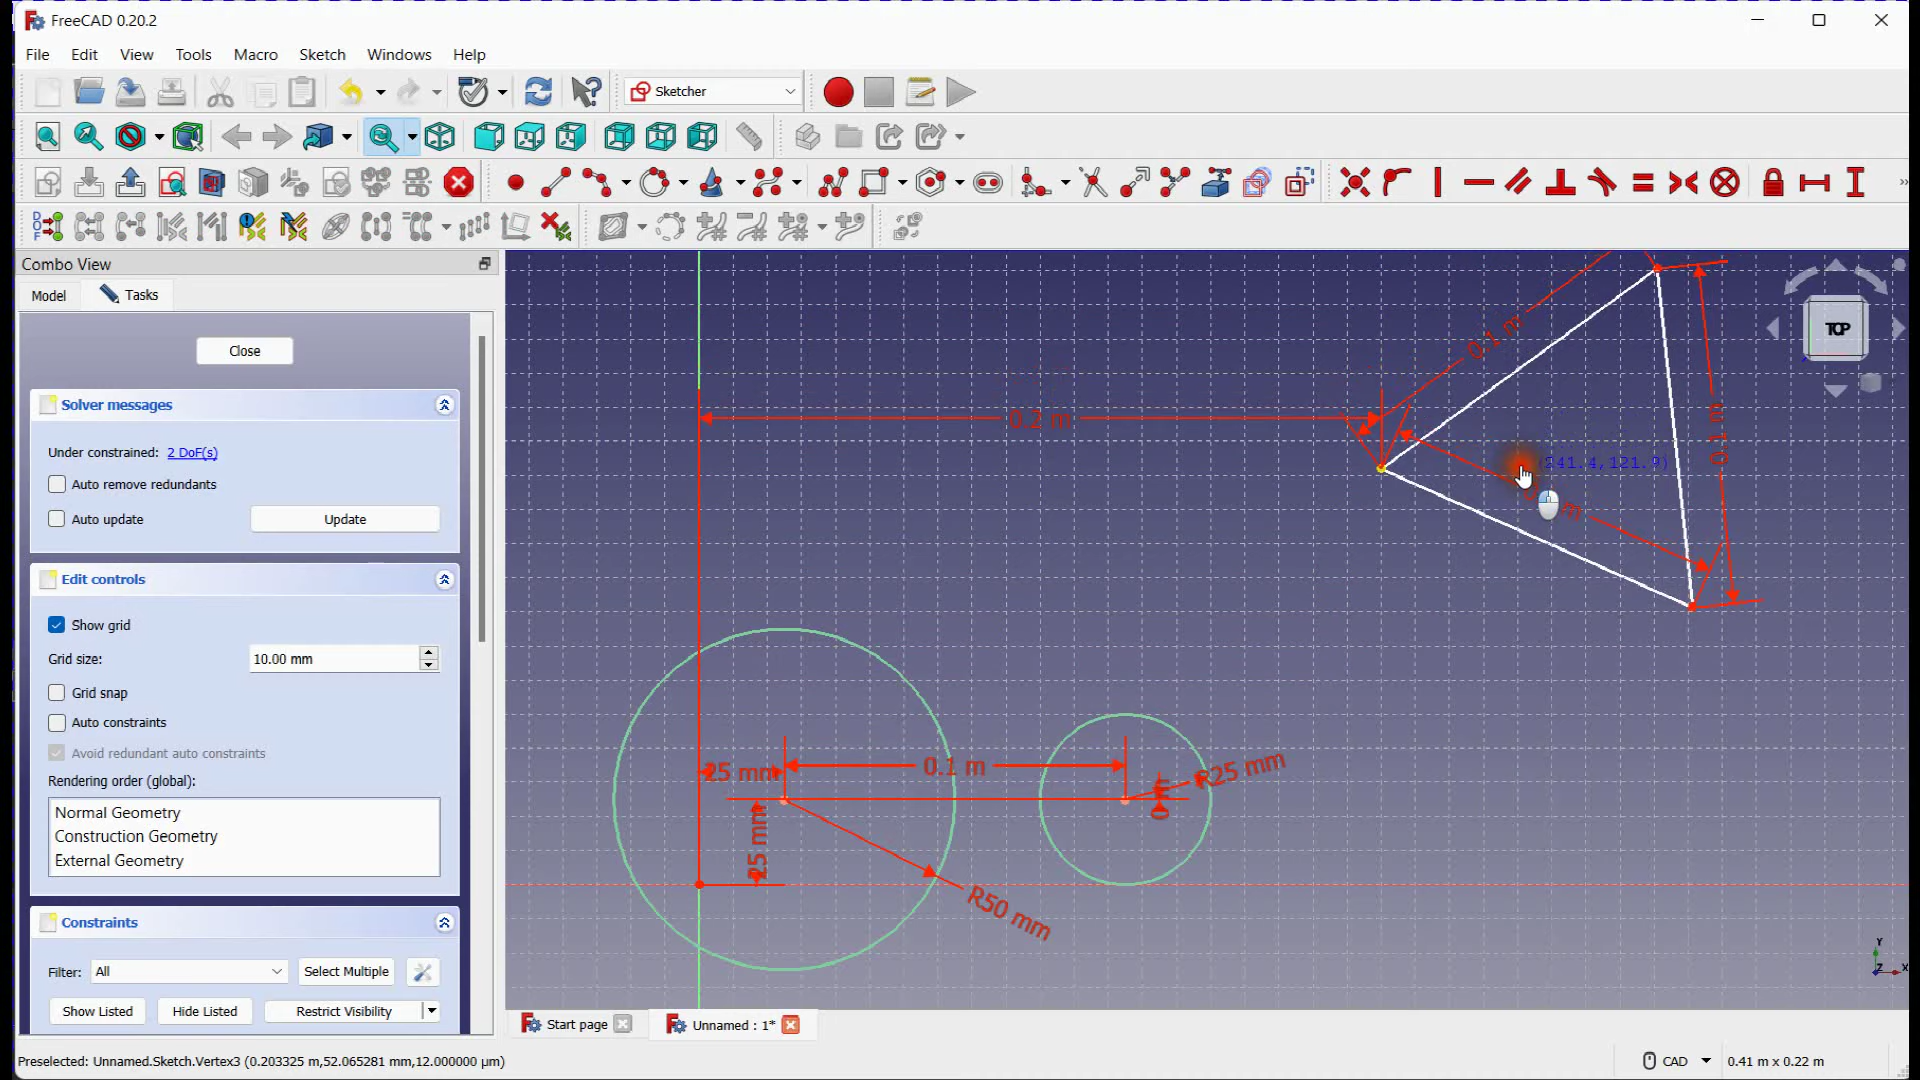 FreeCAD 0.20.2
File Edit View Tools Macro Sketch Windows Help
Sketcher
Combo View
Model Tasks
Close
Solver messages
Under constrained: 2 DoF(s)
Auto remove redundants
Auto update Update
Edit controls
Show grid
Grid size: 10.00 mm
Grid snap
Auto constraints
Avoid redundant auto constraints
Rendering order (global):
Normal Geometry
Construction Geometry
External Geometry
Constraints
Filter: All Select Multiple
Show Listed Hide Listed Restrict Visibility
TOP
0.1 m
0.2 m
0.1 m
m
25 mm
0.1 m
R25 mm
25 mm
R50 mm
Y
Z X
Start page Unnamed : 1*
Preselected: Unnamed.Sketch.Vertex3 (0.203325 m,52.065281 mm,12.000000 µm) CAD 0.41 m x 0.22 m